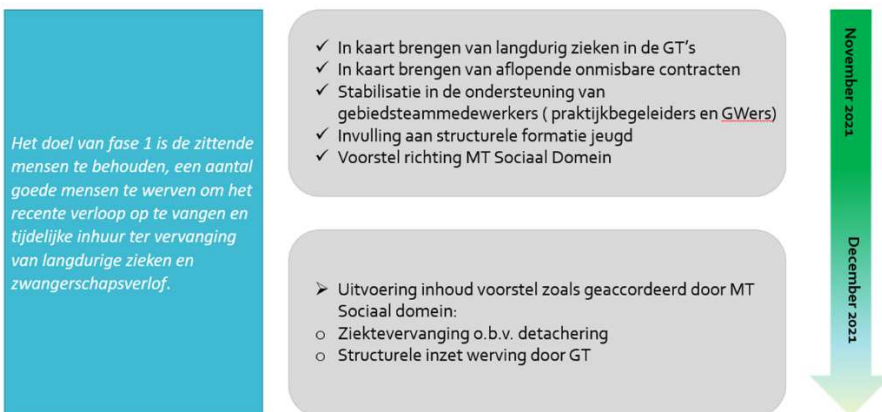 Het doel van fase 1 is de zittende
mensen te behouden, een aantal
goede mensen te werven om het
recente verloop op te vangen en
tijdelijke inhuur ter vervanging
van langdurige zieken en
zwangerschapsverlof.
✓ In kaart brengen van langdurig zieken in de GT's
✓ In kaart brengen van aflopende onmisbare contracten
✓ Stabilisatie in de ondersteuning van
gebiedsteammedewerkers ( praktijkbegeleiders en GWers)
✓ Invulling aan structurele formatie jeugd
✓ Voorstel richting MT Sociaal Domein
➢ Uitvoering inhoud voorstel zoals geaccordeerd door MT
Sociaal domein:
o Ziektevervanging o.b.v. detachering
o Structurele inzet werving door GT
November 2021
December 2021